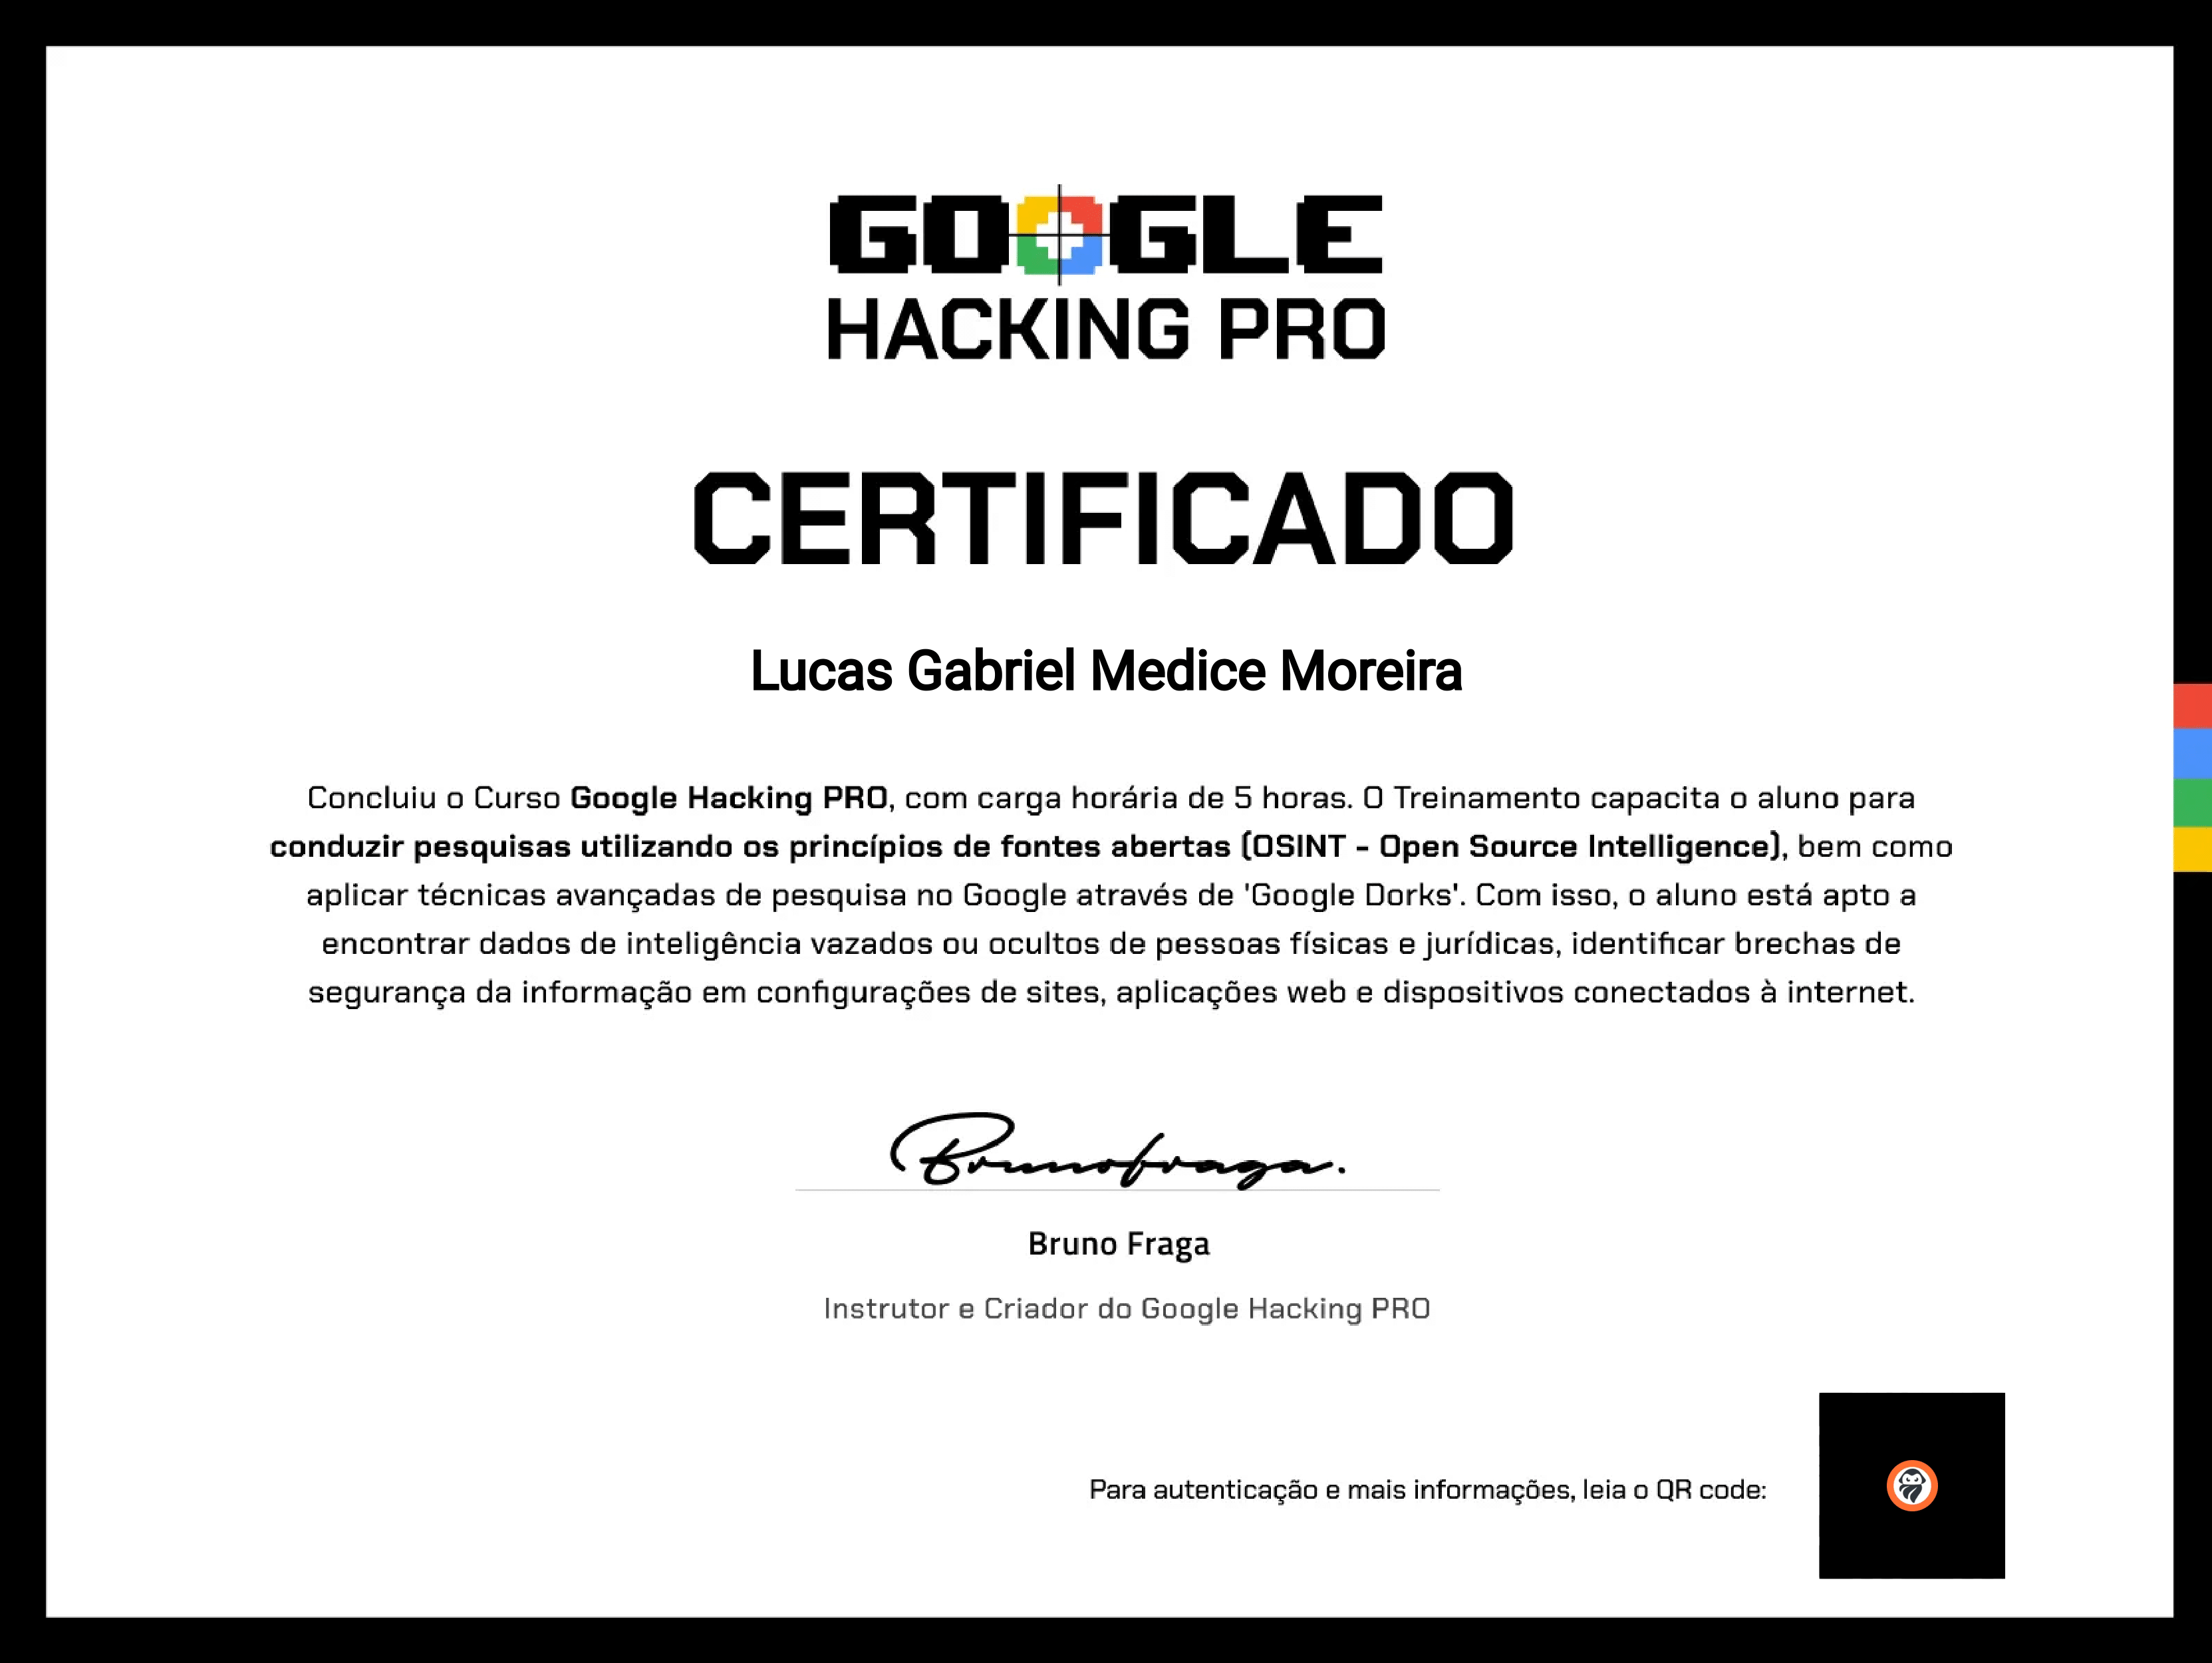 GOOGLE
HACKING PRO
CERTIFICADO
Lucas Gabriel Medice Moreira
Concluiu o Curso Google Hacking PRO, com carga horária de 5 horas. O Treinamento capacita o aluno para
conduzir pesquisas utilizando os princípios de fontes abertas (OSINT - Open Source Intelligence), bem como
aplicar técnicas avançadas de pesquisa no Google através de 'Google Dorks'. Com isso, o aluno está apto a
encontrar dados de inteligência vazados ou ocultos de pessoas físicas e jurídicas, identificar brechas de
segurança da informação em configurações de sites, aplicações web e dispositivos conectados à internet.
Brunofraga.
Bruno Fraga
Instrutor e Criador do Google Hacking PRO
Para autenticação e mais informações, leia o QR code: